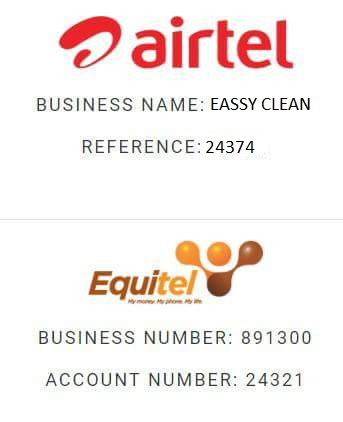 airtel
BUSINESS NAME: EASSY CLEAN
REFERENCE: 24374
Equitel
My money. My phone. My life.
BUSINESS NUMBER: 891300
ACCOUNT NUMBER: 24321